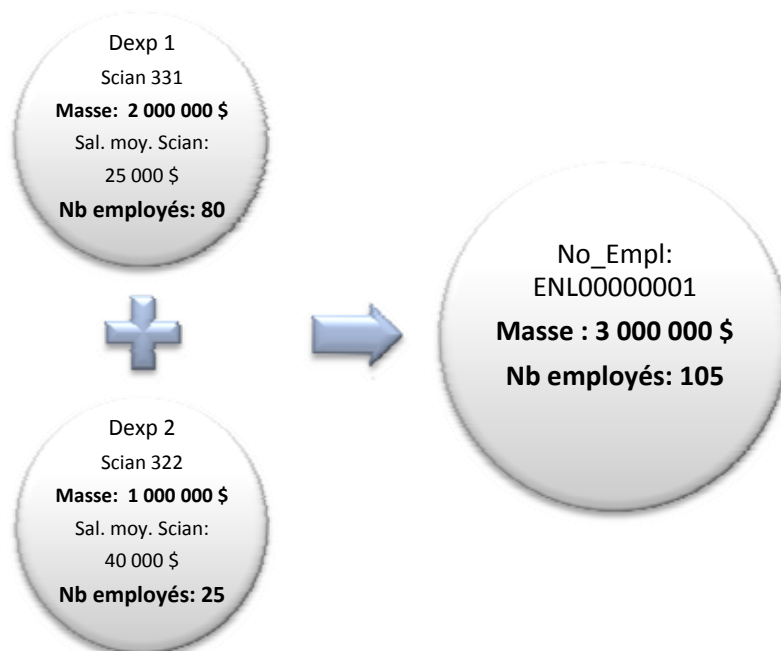 Dexp 1
Scian 331
Masse: 2 000 000 $
Sal. moy. Scian:
25 000 $
Nb employés: 80
Dexp 2
Scian 322
Masse: 1 000 000 $
Sal. moy. Scian:
40 000 $
Nb employés: 25
No_Empl:
ENL00000001
Masse : 3 000 000 $
Nb employés: 105